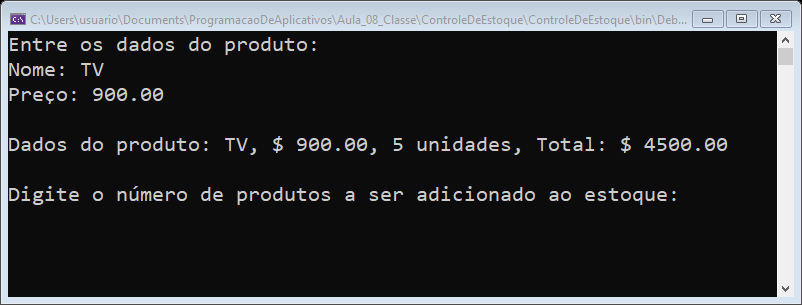 C:\Users\usuario\Documents\ProgramacaoDeAplicativos\Aula_08_Classe\ControleDeEstoque\ControleDeEstoque\bin\Deb...
Entre os dados do produto:
Nome: TV
Preço: 900.00
Dados do produto: TV, $ 900.00, 5 unidades, Total: $ 4500.00
Digite o número de produtos a ser adicionado ao estoque: